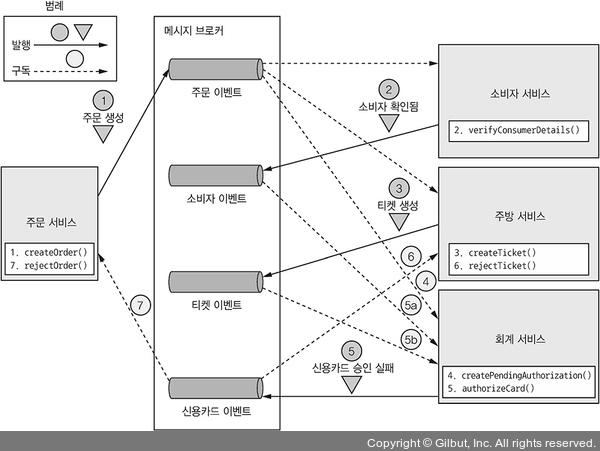 범례
발행
구독
메시지 브로커
주문 이벤트
소비자 서비스
2
소비자 확인됨
2. verifyConsumerDetails()
1
주문 생성
소비자 이벤트
3
티켓 생성
주방 서비스
3. createTicket()
6. rejectTicket()
주문 서비스
1. createOrder()
7. rejectOrder()
6
4
티켓 이벤트
7
5a
5b
회계 서비스
5
신용카드 승인 실패
4. createPendingAuthorization()
5. authorizeCard()
신용카드 이벤트
Copyright © Gilbut, Inc. All rights reserved.